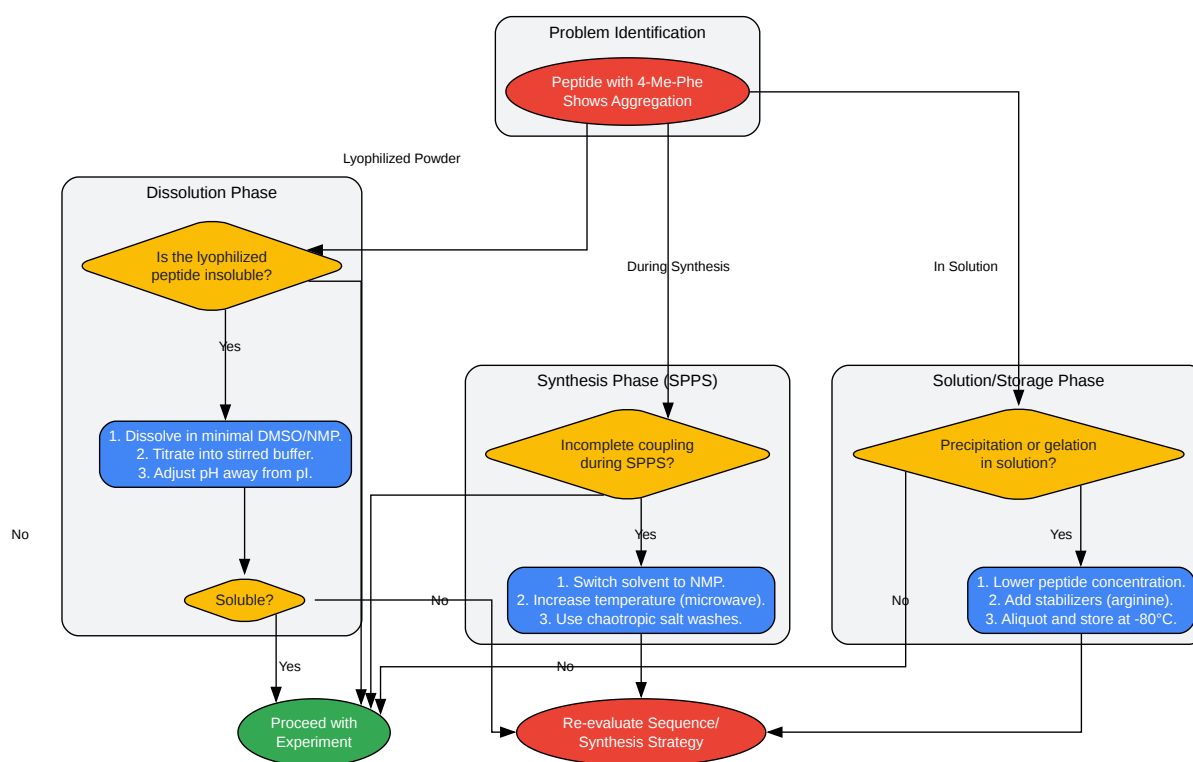 Problem Identification
Peptide with 4-Me-Phe
Shows Aggregation
Lyophilized Powder
Dissolution Phase
Is the lyophilized
peptide insoluble?
During Synthesis
In Solution
Yes
Synthesis Phase (SPPS)
Solution/Storage Phase
1. Dissolve in minimal DMSO/NMP.
2. Titrate into stirred buffer.
3. Adjust pH away from pI.
Incomplete coupling
during SPPS?
Precipitation or gelation
in solution?
No
Yes
Yes
1. Switch solvent to NMP.
2. Increase temperature (microwave).
3. Use chaotropic salt washes.
1. Lower peptide concentration.
2. Add stabilizers (arginine).
3. Aliquot and store at -80°C.
Soluble?
No
No
Yes
No
Proceed with
Experiment
Re-evaluate Sequence/
Synthesis Strategy